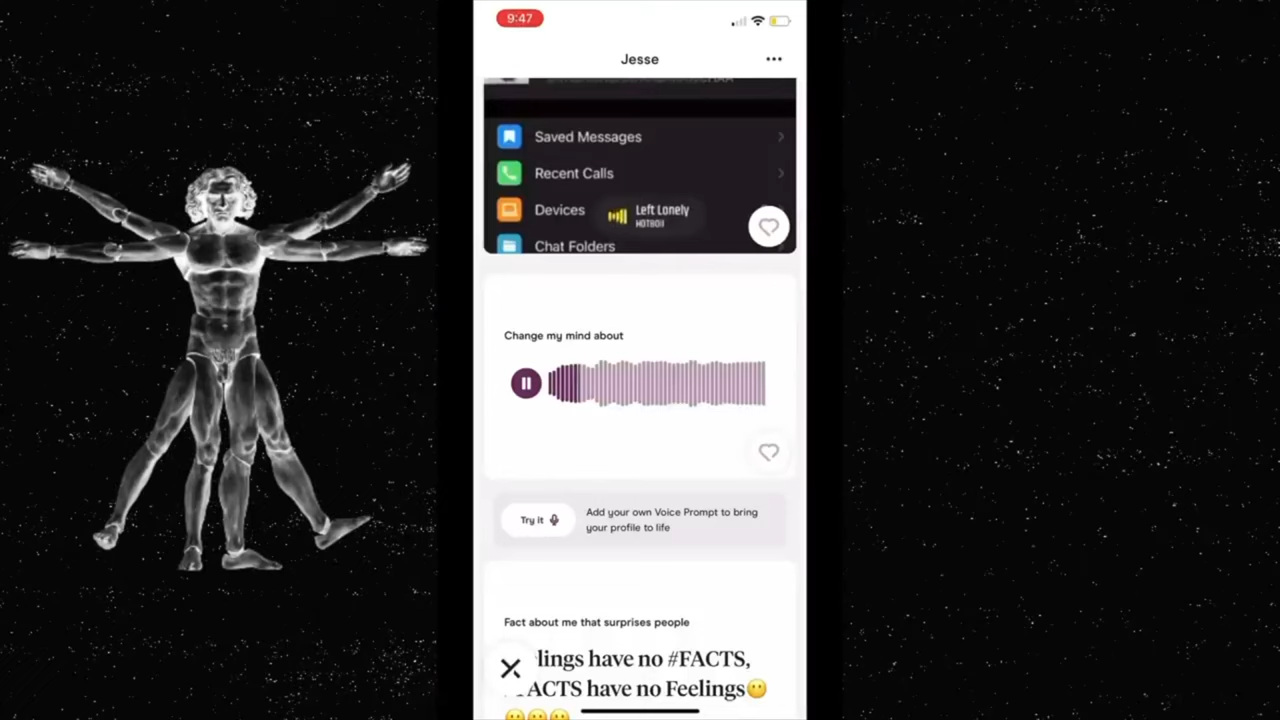 9:47
Jesse
Saved Messages
Recent Calls
Devices
Left Lonely
HOTBOII
Chat Folders
Change my mind about
Try it
Add your own Voice Prompt to bring
your profile to life
Fact about me that surprises people
have no #FACTS,
have no Feelings😶
😶😶😶